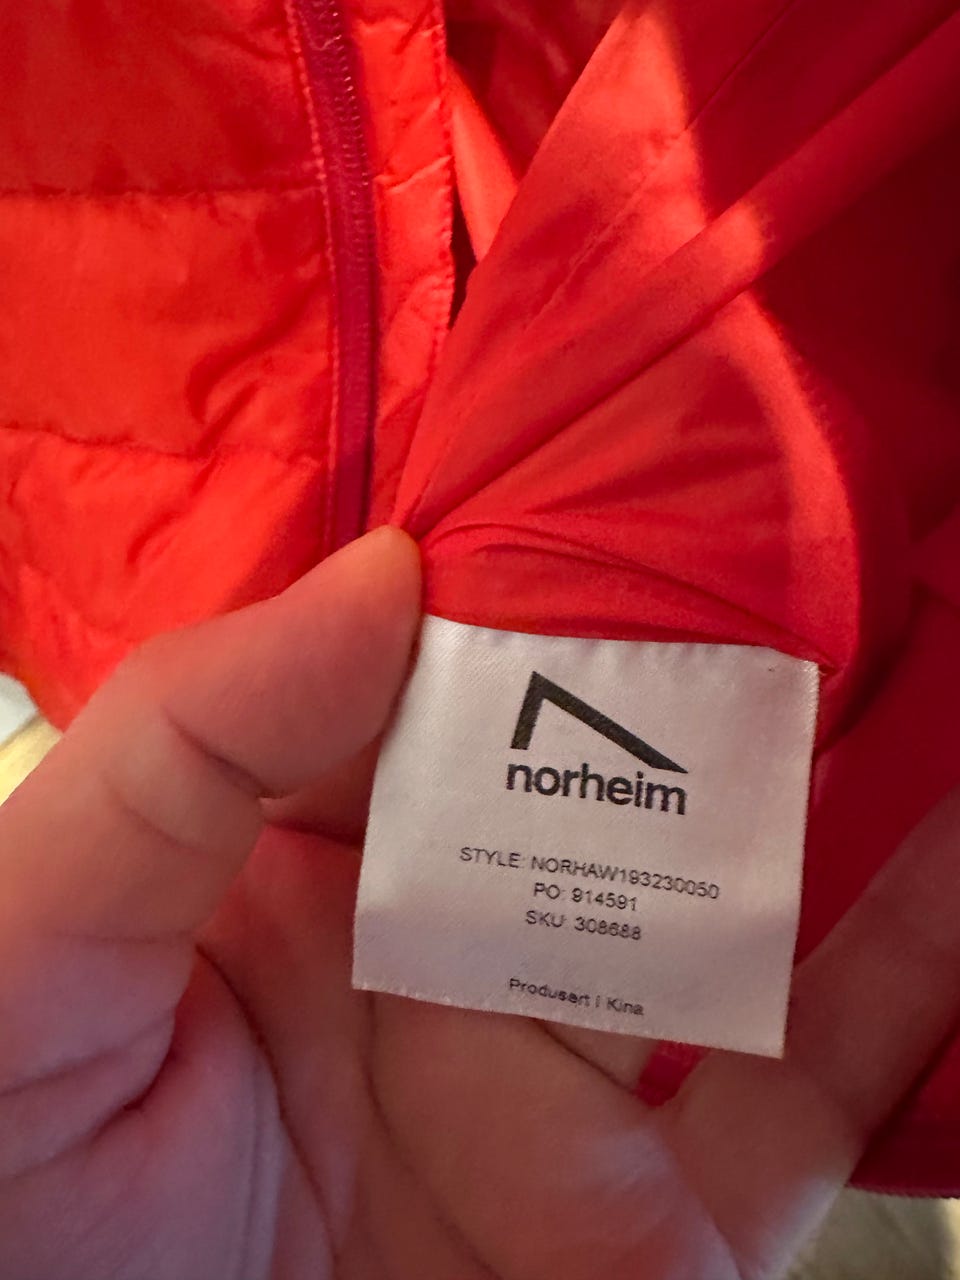 norheim
STYLE: NORHAW193230050
PO: 914591
SKU: 308688
Produsert i Kina